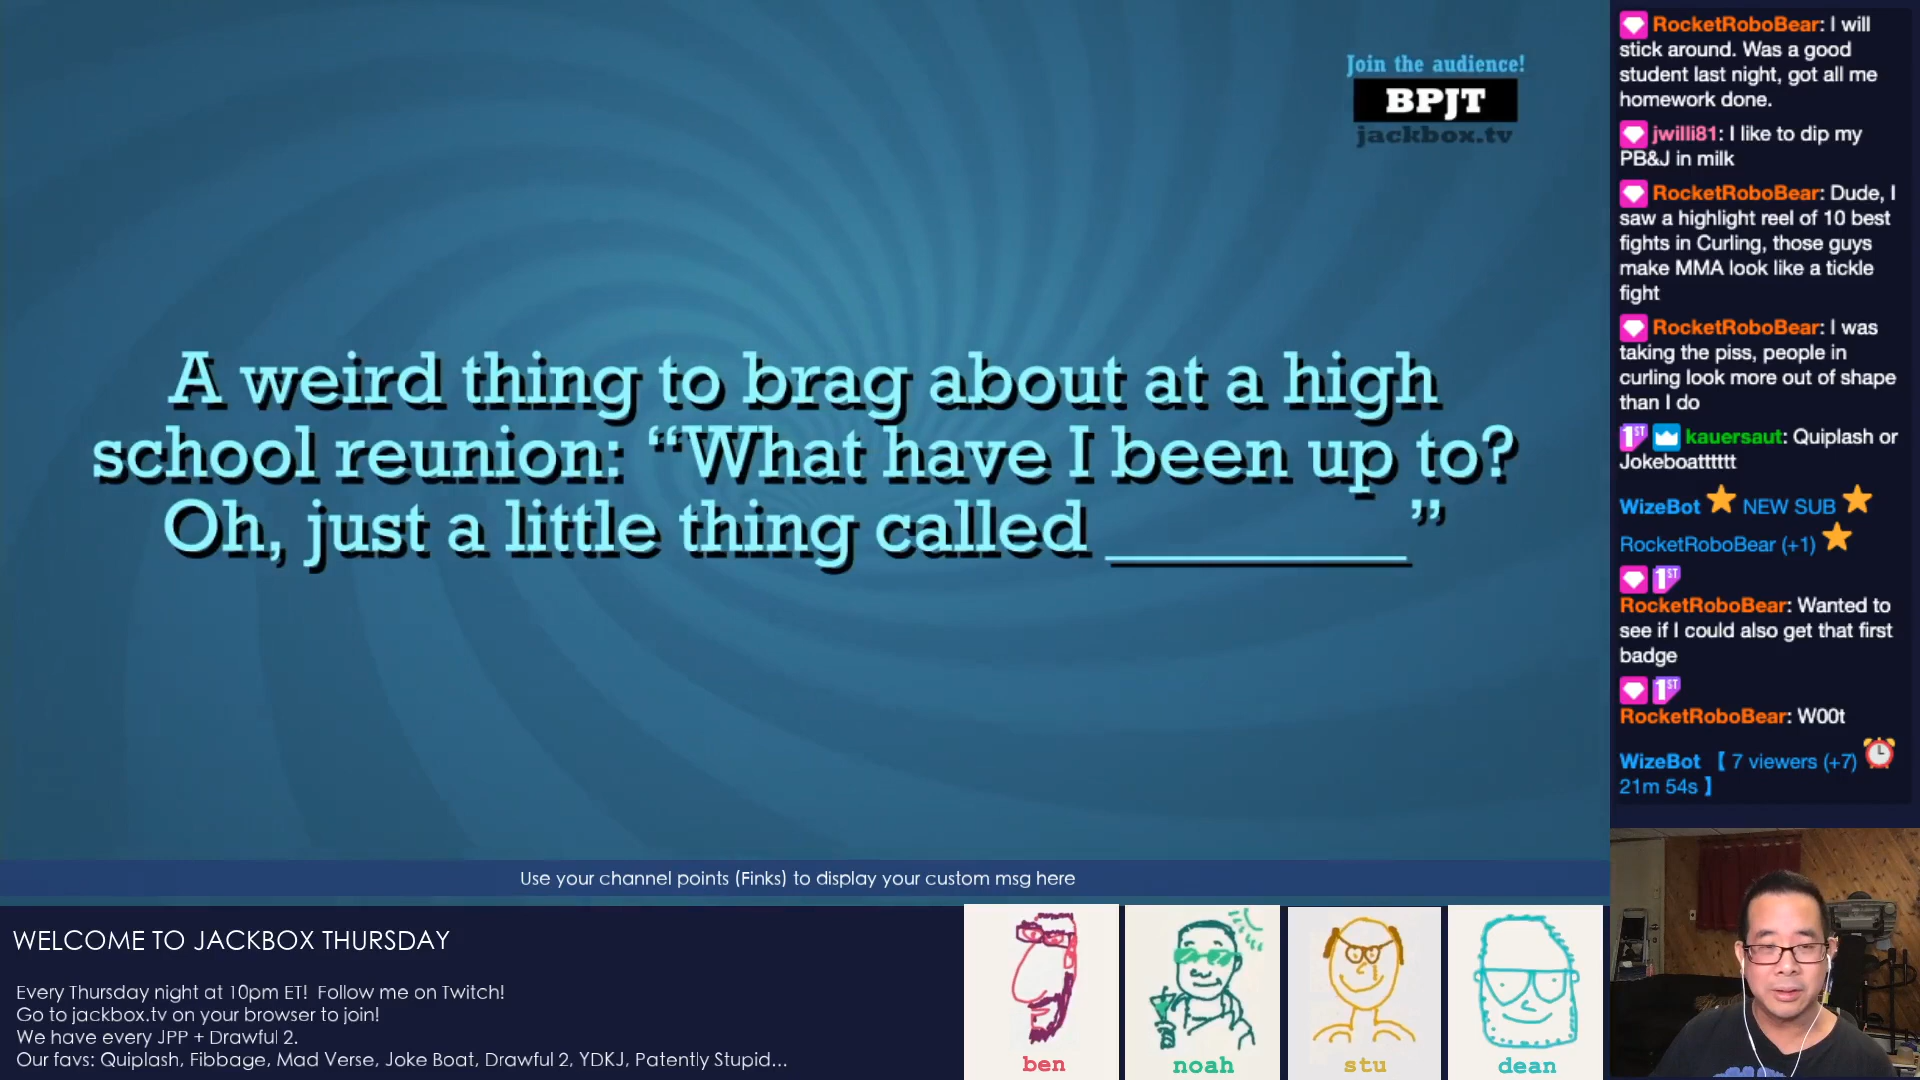 Join the audience!
BPJT
jackbox.tv
A weird thing to brag about at a high
school reunion: “What have I been up to?
Oh, just a little thing called __________ ”
Use your channel points (Finks) to display your custom msg here
WELCOME TO JACKBOX THURSDAY
Every Thursday night at 10pm ET! Follow me on Twitch!
Go to jackbox.tv on your browser to join!
We have every JPP + Drawful 2.
Our favs: Quiplash, Fibbage, Mad Verse, Joke Boat, Drawful 2, YDKJ, Patently Stupid...
ben
noah
stu
dean
RocketRoboBear: I will
stick around. Was a good
student last night, got all me
homework done.
jwilli81: I like to dip my
PB&J in milk
RocketRoboBear: Dude, I
saw a highlight reel of 10 best
fights in Curling, those guys
make MMA look like a tickle
fight
RocketRoboBear: I was
taking the piss, people in
curling look more out of shape
than I do
1ST kauersaut: Quiplash or
Jokeboatttttt
WizeBot NEW SUB
RocketRoboBear (+1)
1ST
RocketRoboBear: Wanted to
see if I could also get that first
badge
1ST
RocketRoboBear: W00t
WizeBot 【 7 viewers (+7)
21m 54s 】